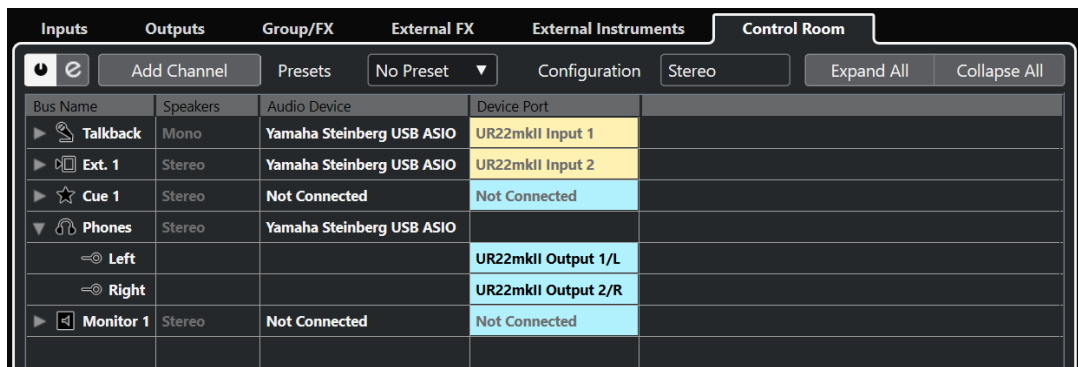 Inputs Outputs Group/FX External FX External Instruments Control Room
Add Channel Presets No Preset Configuration Stereo Expand All Collapse All
Bus Name Speakers Audio Device Device Port
Talkback Mono Yamaha Steinberg USB ASIO UR22mkII Input 1
Ext. 1 Stereo Yamaha Steinberg USB ASIO UR22mkII Input 2
Cue 1 Stereo Not Connected Not Connected
Phones Stereo Yamaha Steinberg USB ASIO
Left UR22mkII Output 1/L
Right UR22mkII Output 2/R
Monitor 1 Stereo Not Connected Not Connected